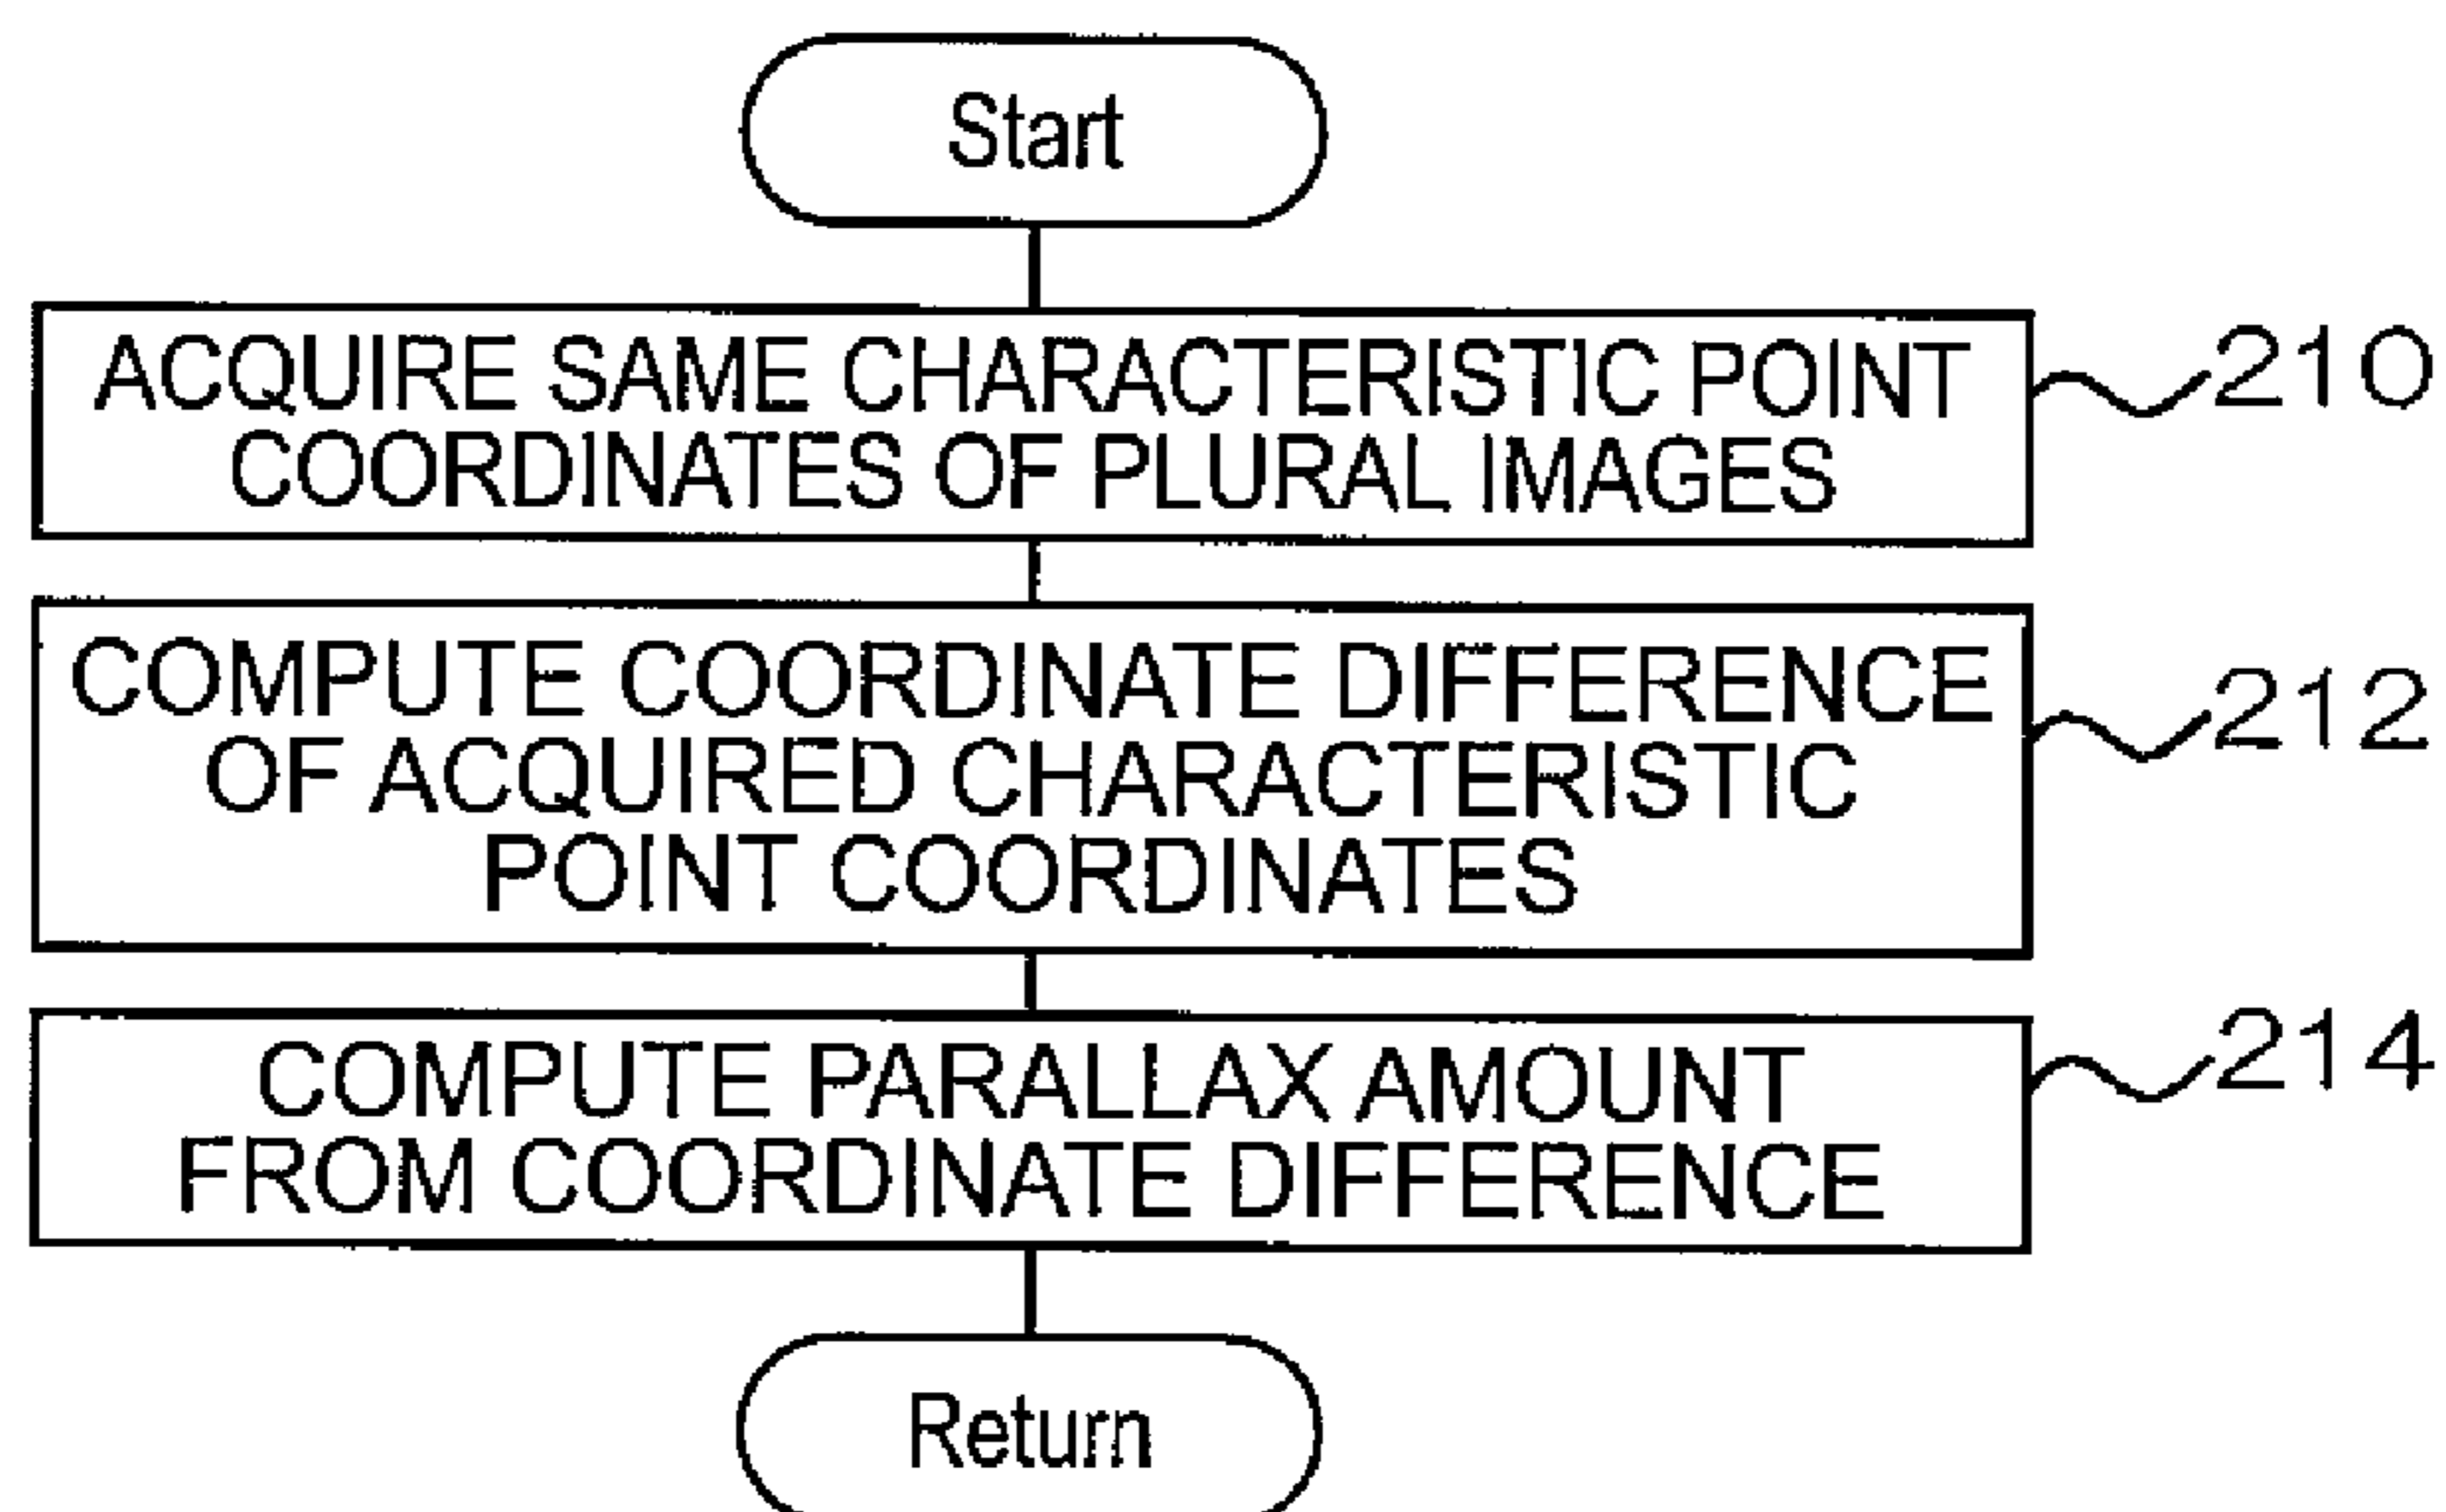 Start
ACQUIRE SAME CHARACTERISTIC POINT
COORDINATES OF PLURAL IMAGES
210
COMPUTE COORDINATE DIFFERENCE
OF ACQUIRED CHARACTERISTIC
POINT COORDINATES
212
COMPUTE PARALLAX AMOUNT
FROM COORDINATE DIFFERENCE
214
Return